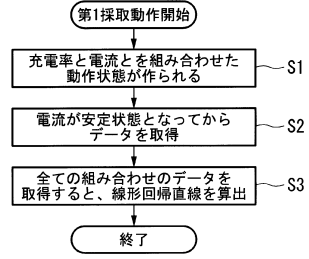 第1採取動作開始
充電率と電流とを組み合わせた
動作状態が作られる
S1
電流が安定状態となってから
データを取得
S2
全ての組み合わせのデータを
取得すると、線形回帰直線を算出
S3
終了